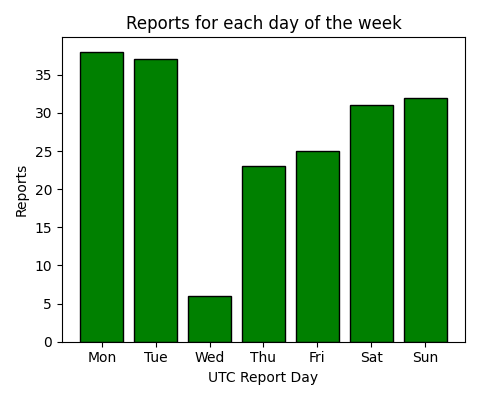 Reports for each day of the week
35
30
25
20
15
10
5
0
Reports
Mon Tue Wed Thu Fri Sat Sun
UTC Report Day